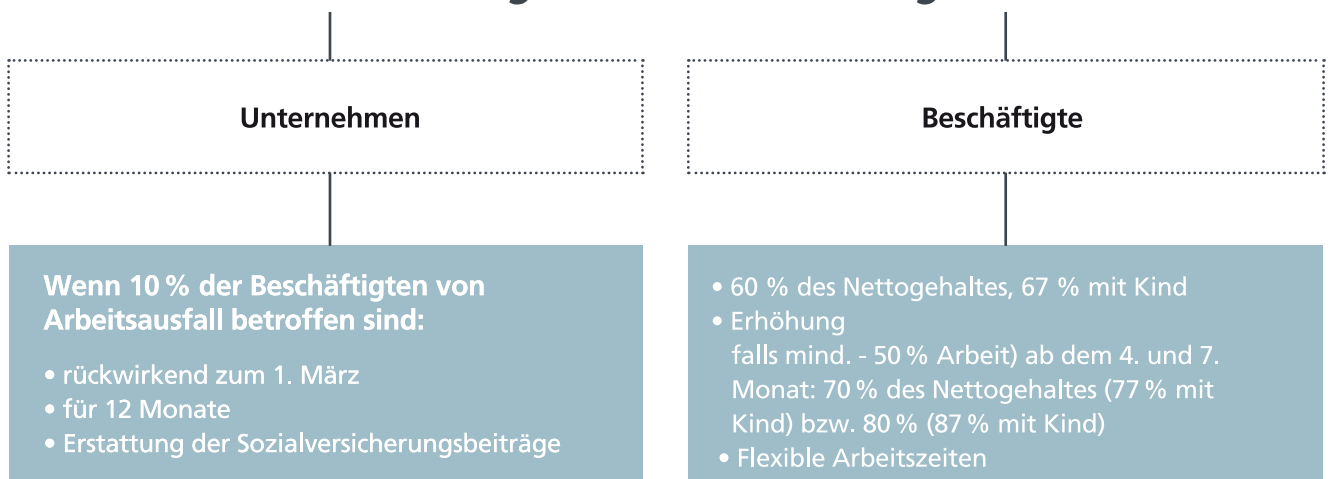 Unternehmen
Wenn 10 % der Beschäftigten von
Arbeitsausfall betroffen sind:
• rückwirkend zum 1. März
• für 12 Monate
• Erstattung der Sozialversicherungsbeiträge
Beschäftigte
• 60 % des Nettogehaltes, 67 % mit Kind
• Erhöhung
falls mind. - 50 % Arbeit) ab dem 4. und 7.
Monat: 70 % des Nettogehaltes (77 % mit
Kind) bzw. 80 % (87 % mit Kind)
• Flexible Arbeitszeiten